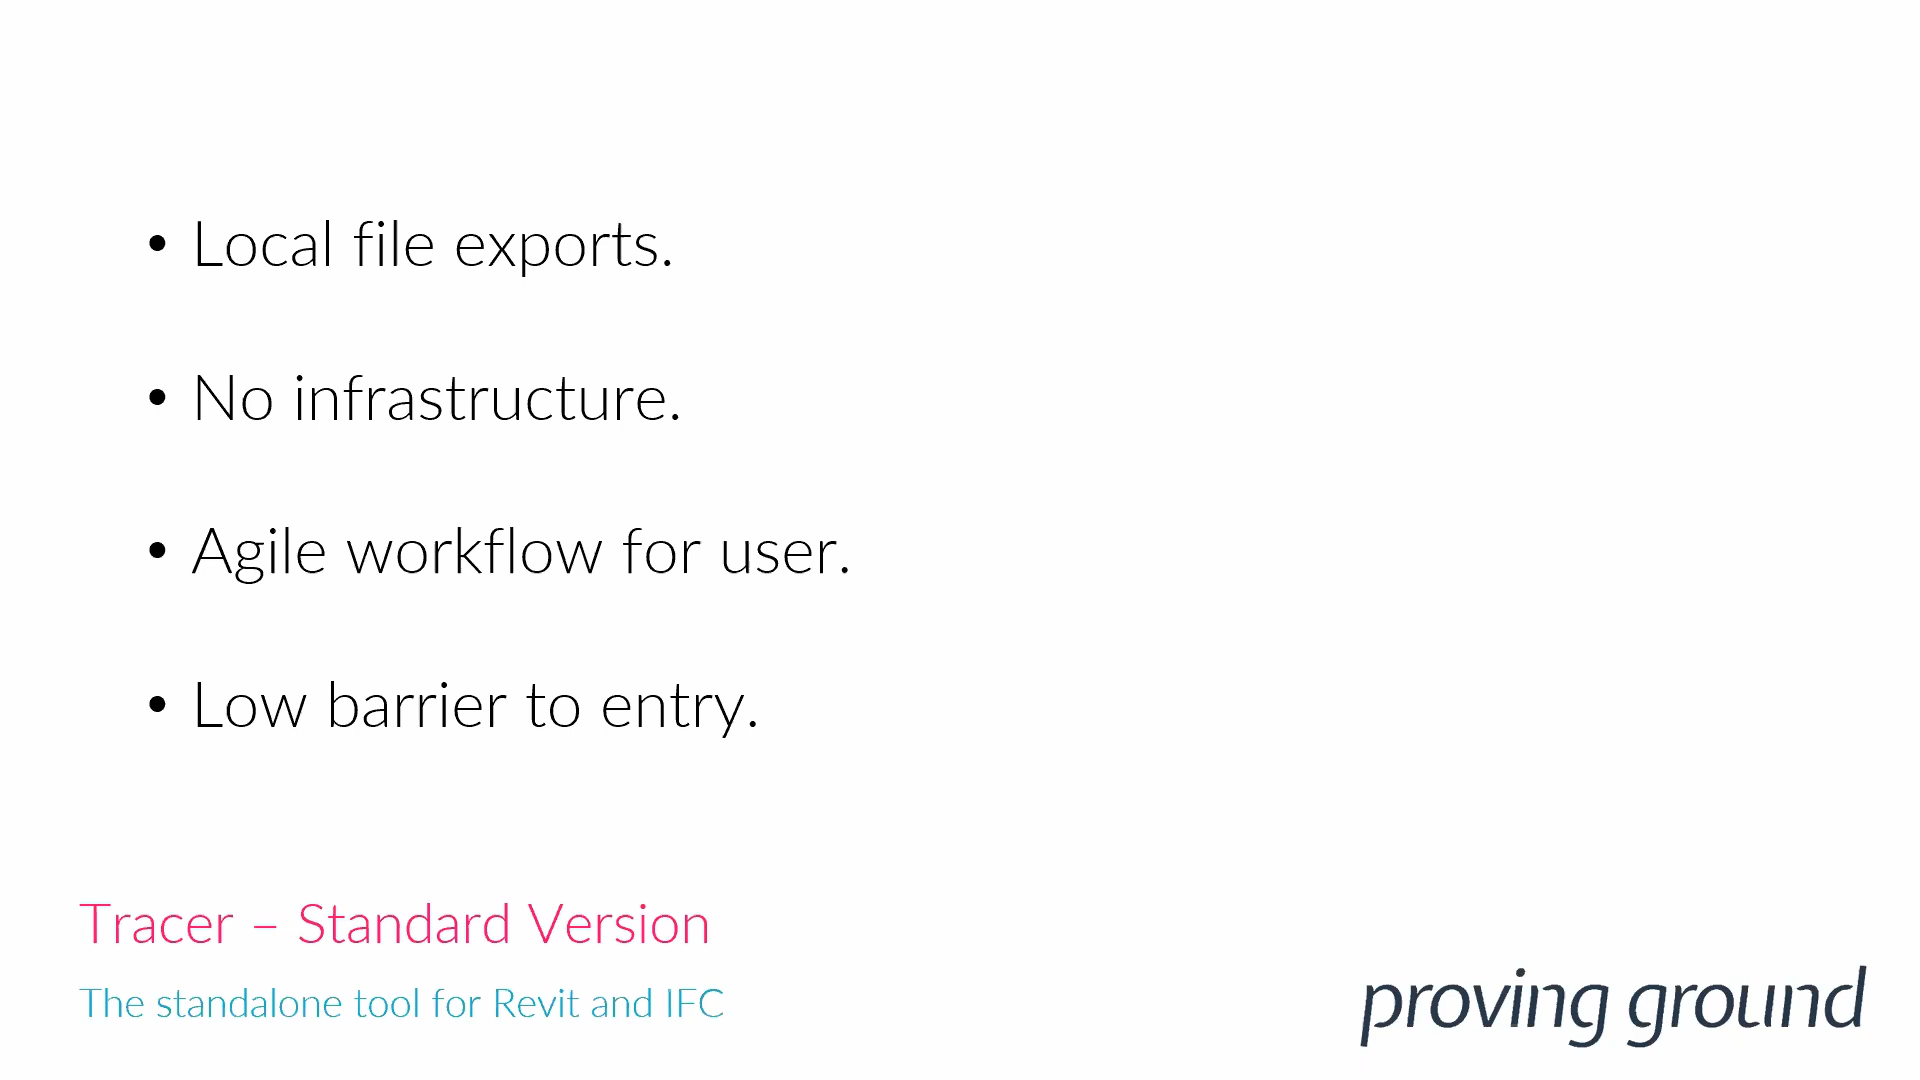 • Local file exports.
• No infrastructure.
• Agile workflow for user.
• Low barrier to entry.
Tracer – Standard Version
The standalone tool for Revit and IFC
proving ground